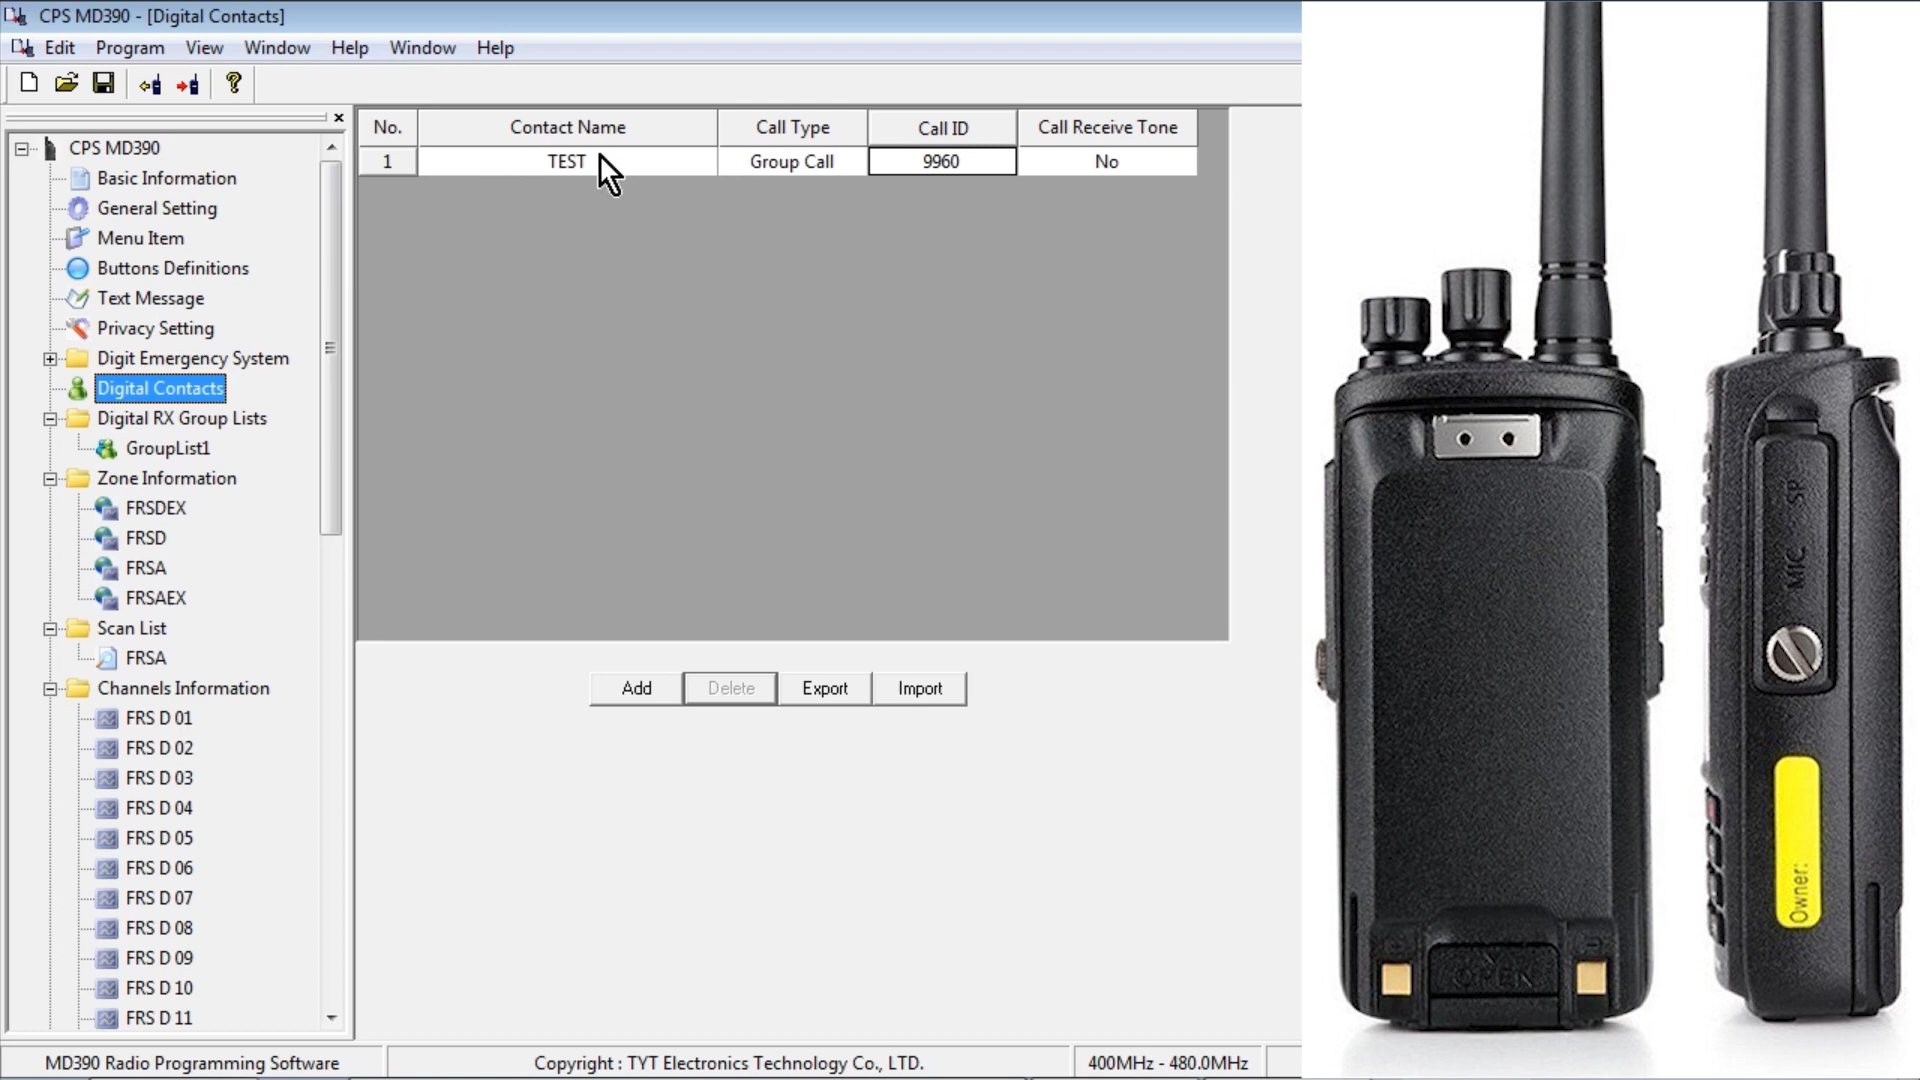 CPS MD390 - [Digital Contacts]
Edit Program View Window Help Window Help
No. Contact Name Call Type Call ID Call Receive Tone
1 TEST Group Call 9960 No
CPS MD390
Basic Information
General Setting
Menu Item
Buttons Definitions
Text Message
Privacy Setting
Digit Emergency System
Digital Contacts
Digital RX Group Lists
GroupList1
Zone Information
FRSDEX
FRSD
FRSA
FRSAEX
Scan List
FRSA
Channels Information
FRS D 01
FRS D 02
FRS D 03
FRS D 04
FRS D 05
FRS D 06
FRS D 07
FRS D 08
FRS D 09
FRS D 10
FRS D 11
Add Delete Export Import
MD390 Radio Programming Software
Copyright : TYT Electronics Technology Co., LTD.
400MHz - 480.0MHz
OPEN
MIC SP
Owner: